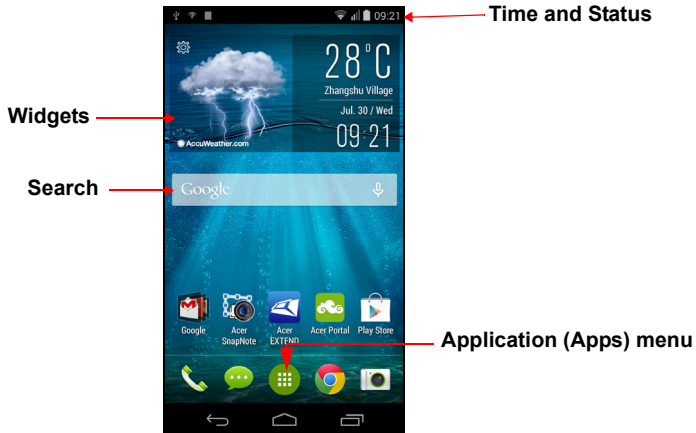 09:21
Time and Status
28°C
Zhangshu Village
Jul. 30 / Wed
09 21
AccuWeather.com
Widgets
Search
Google
Google
Acer SnapNote
Acer EXTEND
Acer Portal
Play Store
Application (Apps) menu